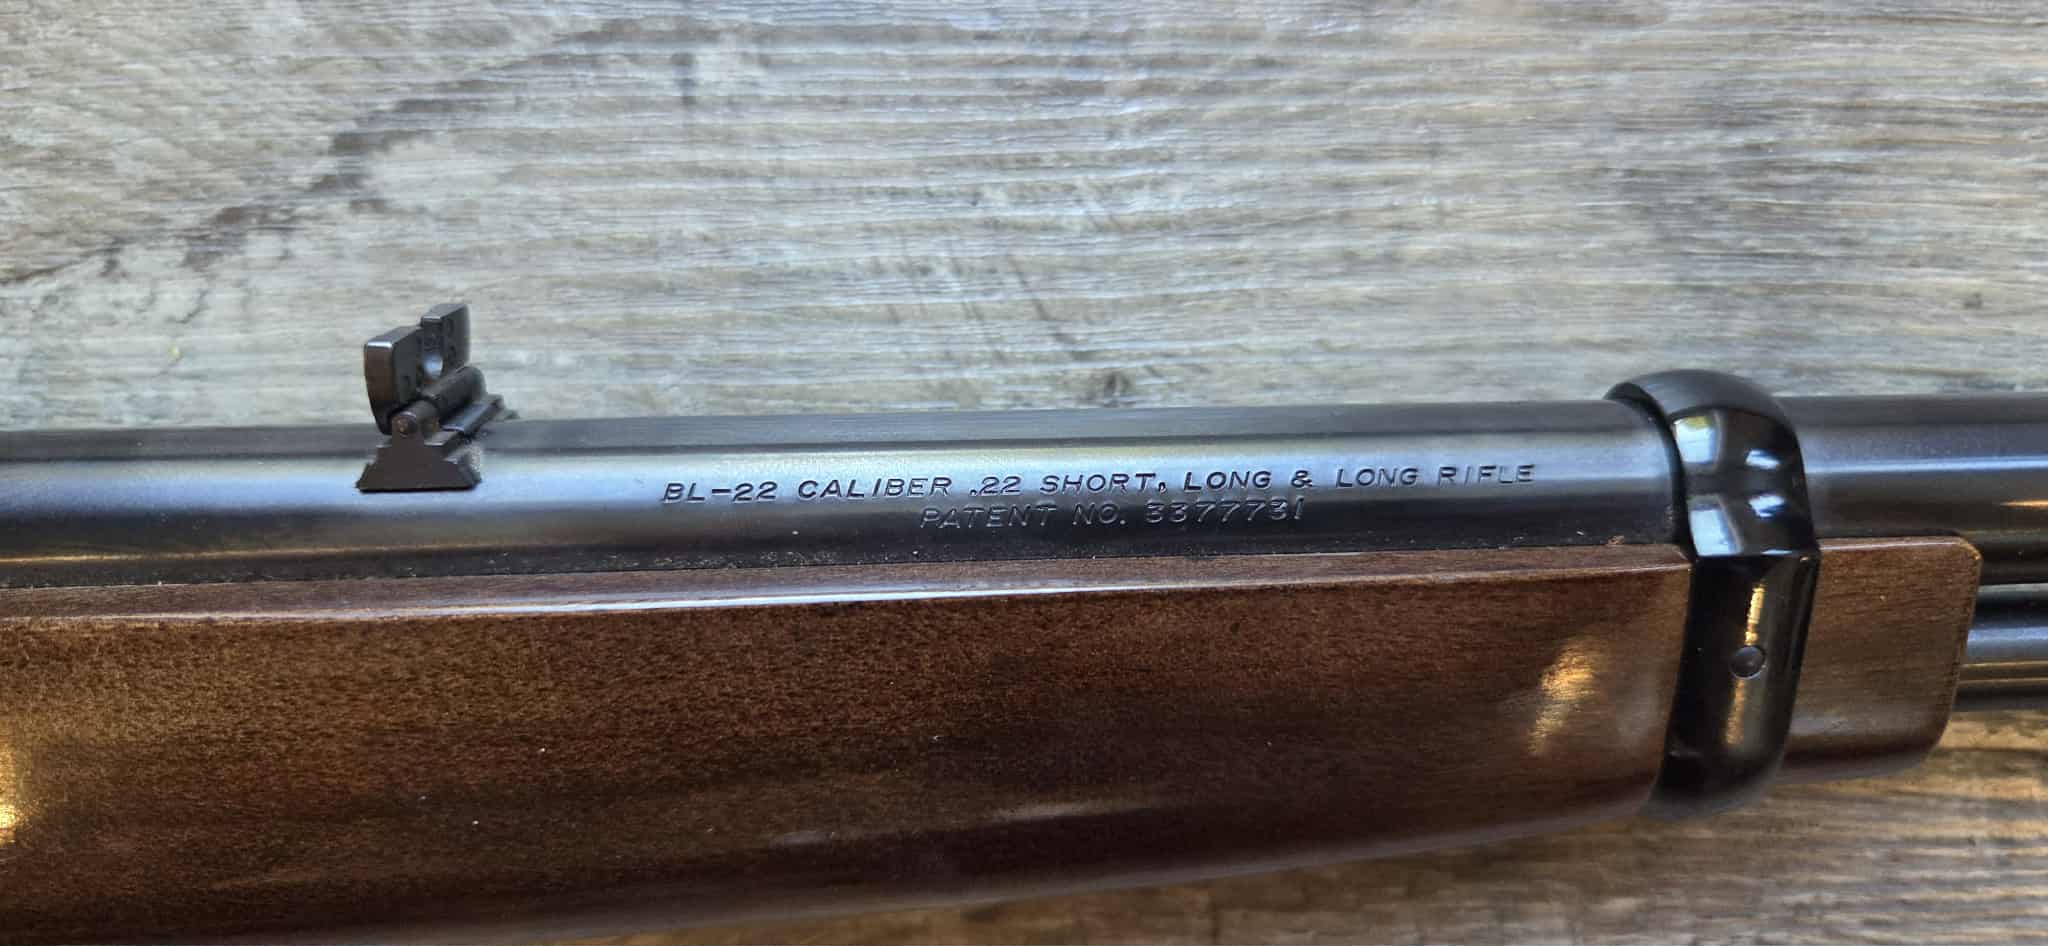 BL-22 CALIBER .22 SHORT, LONG & LONG RIFLE
PATENT NO. 3377731